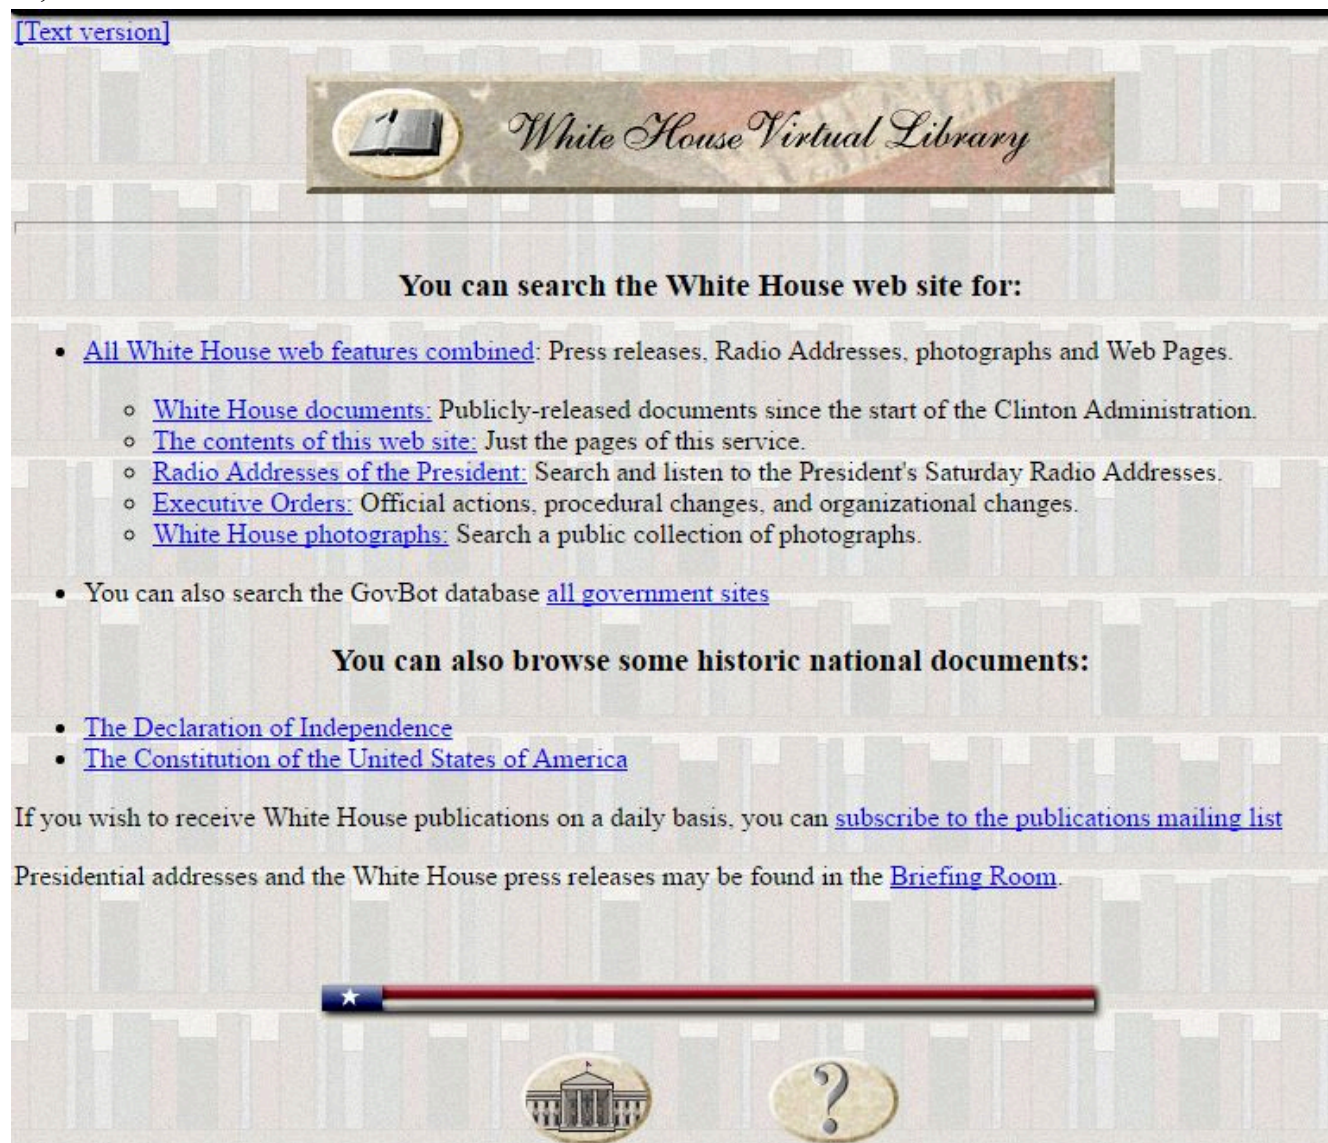 [Text version]
White House Virtual Library
You can search the White House web site for:
All White House web features combined: Press releases, Radio Addresses, photographs and Web Pages.
White House documents: Publicly-released documents since the start of the Clinton Administration.
The contents of this web site: Just the pages of this service.
Radio Addresses of the President: Search and listen to the President's Saturday Radio Addresses.
Executive Orders: Official actions, procedural changes, and organizational changes.
White House photographs: Search a public collection of photographs.
You can also search the GovBot database all government sites
You can also browse some historic national documents:
The Declaration of Independence
The Constitution of the United States of America
If you wish to receive White House publications on a daily basis, you can subscribe to the publications mailing list
Presidential addresses and the White House press releases may be found in the Briefing Room.
?